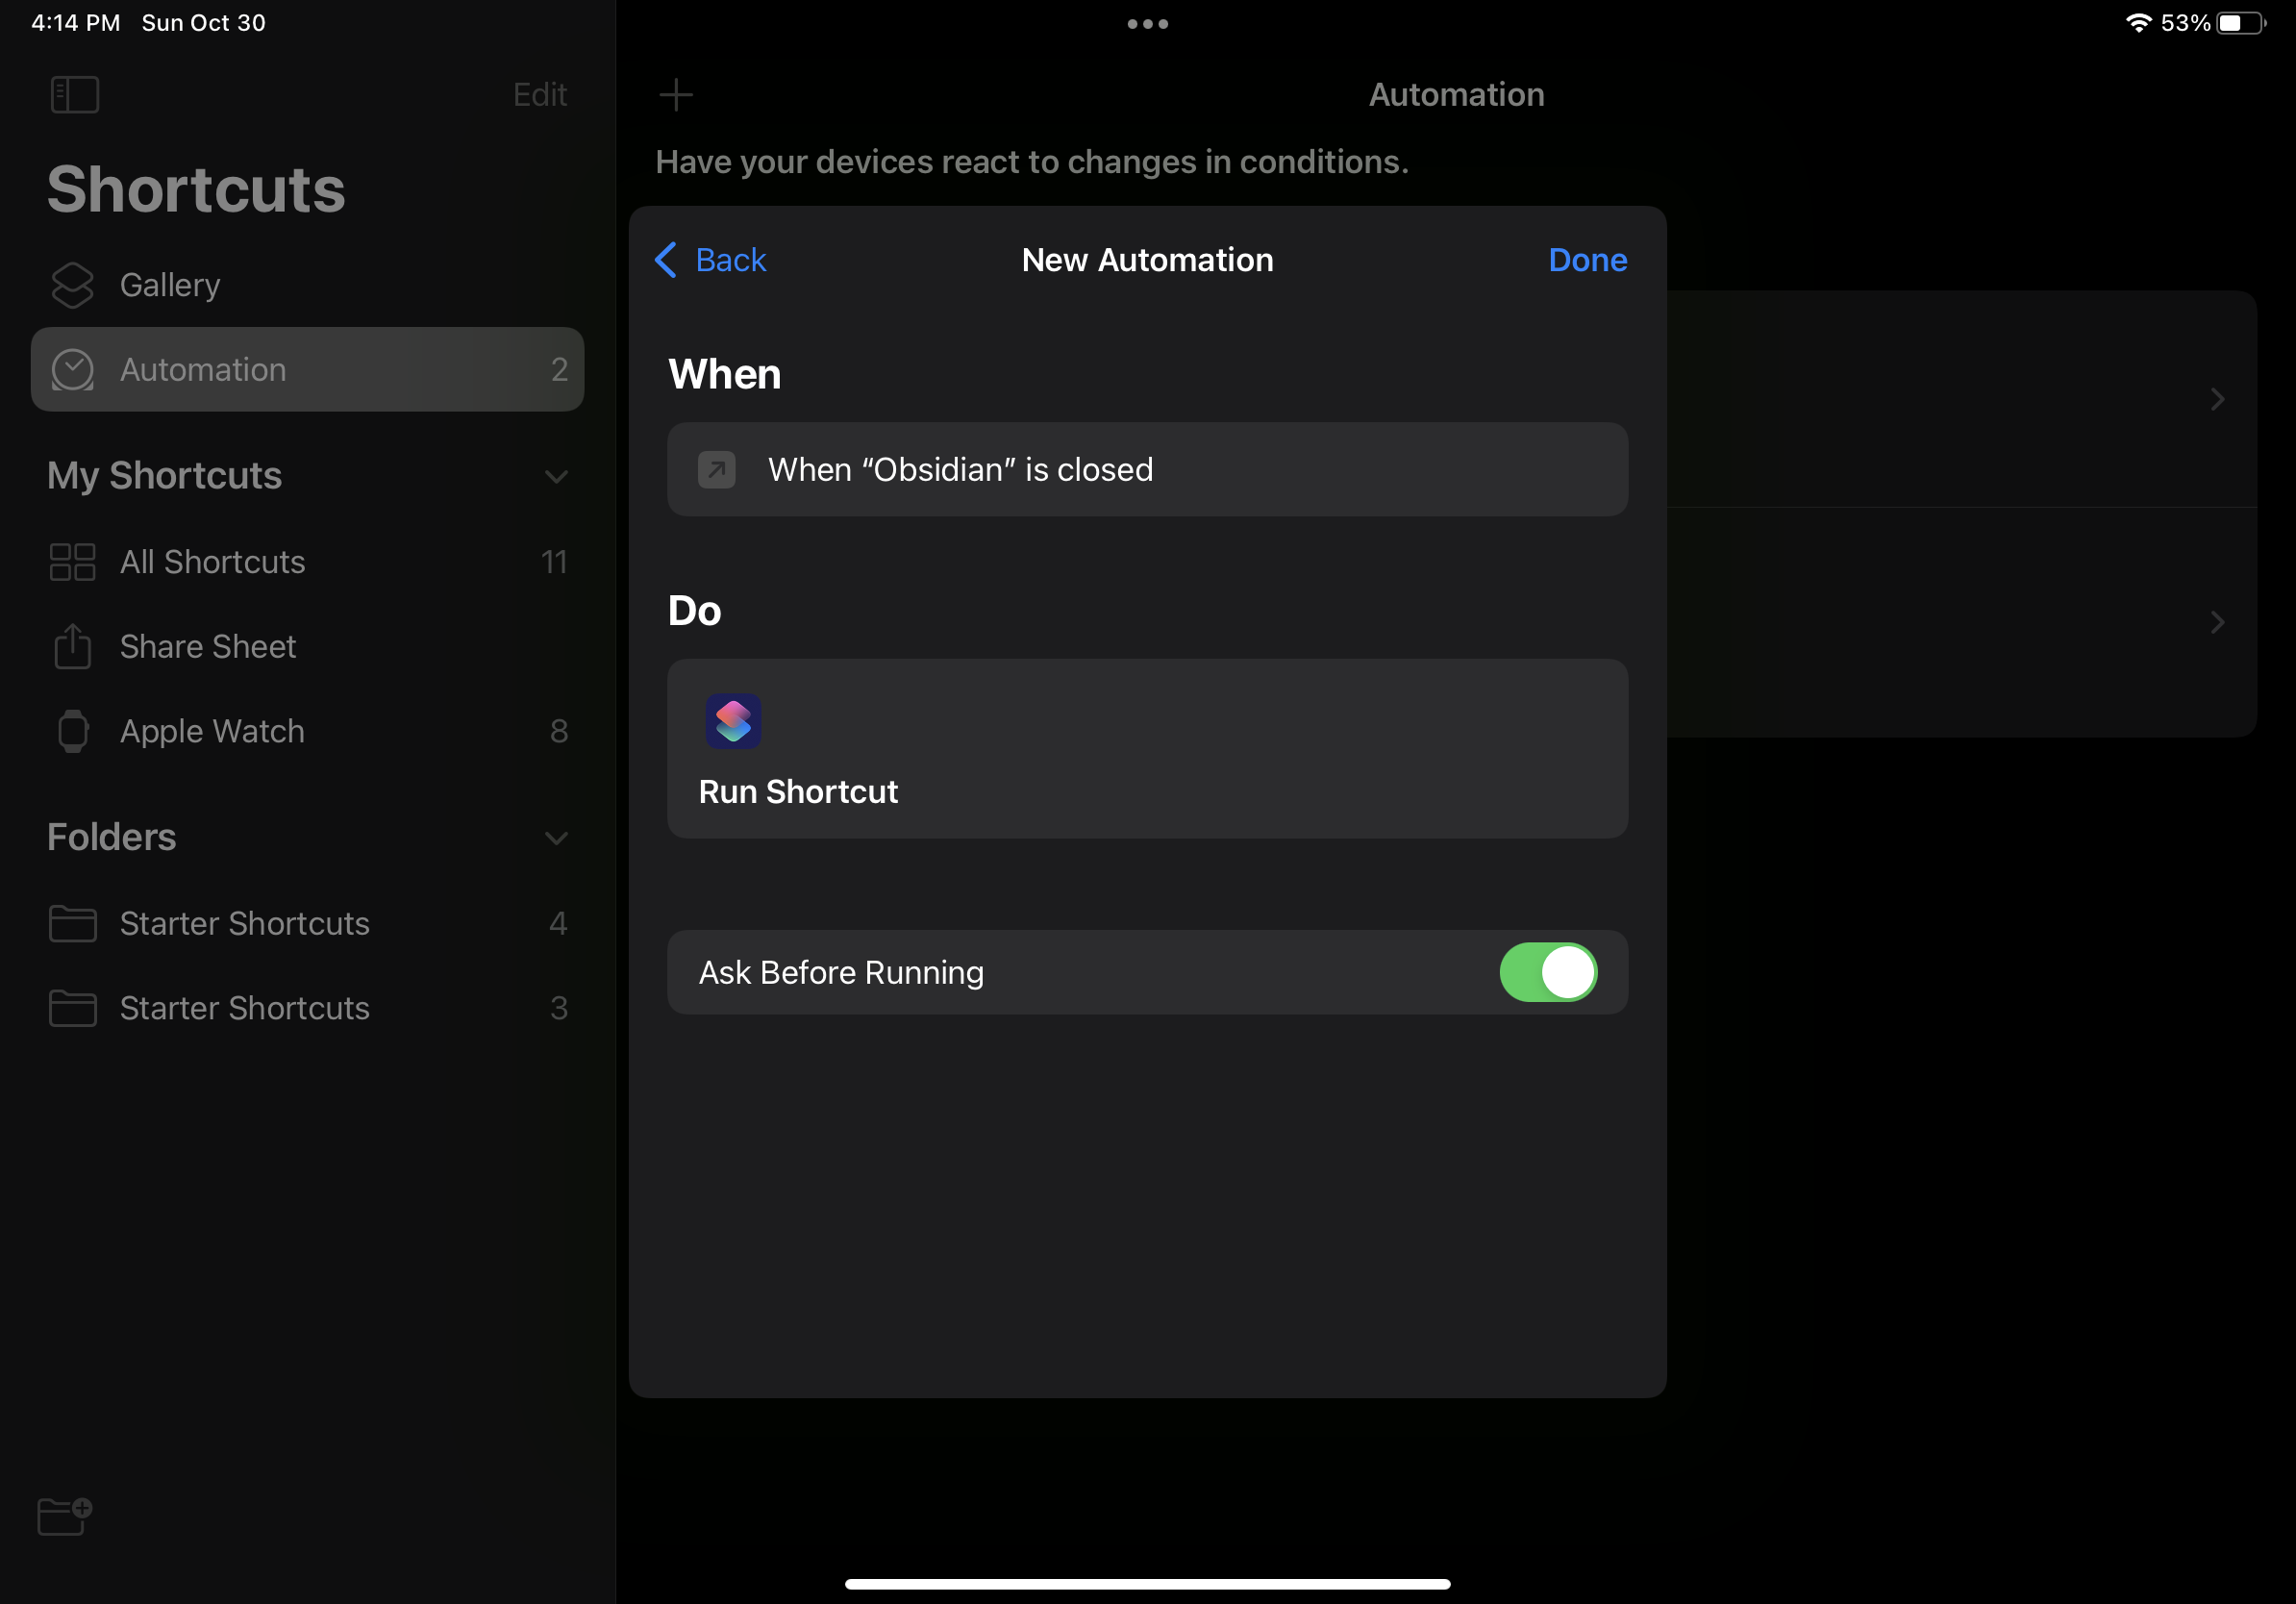 4:14 PM Sun Oct 30
53%
Edit
Shortcuts
Gallery
Automation 2
My Shortcuts
All Shortcuts 11
Share Sheet
Apple Watch 8
Folders
Starter Shortcuts 4
Starter Shortcuts 3
Automation
Have your devices react to changes in conditions.
Back New Automation Done
When
When “Obsidian” is closed
Do
Run Shortcut
Ask Before Running